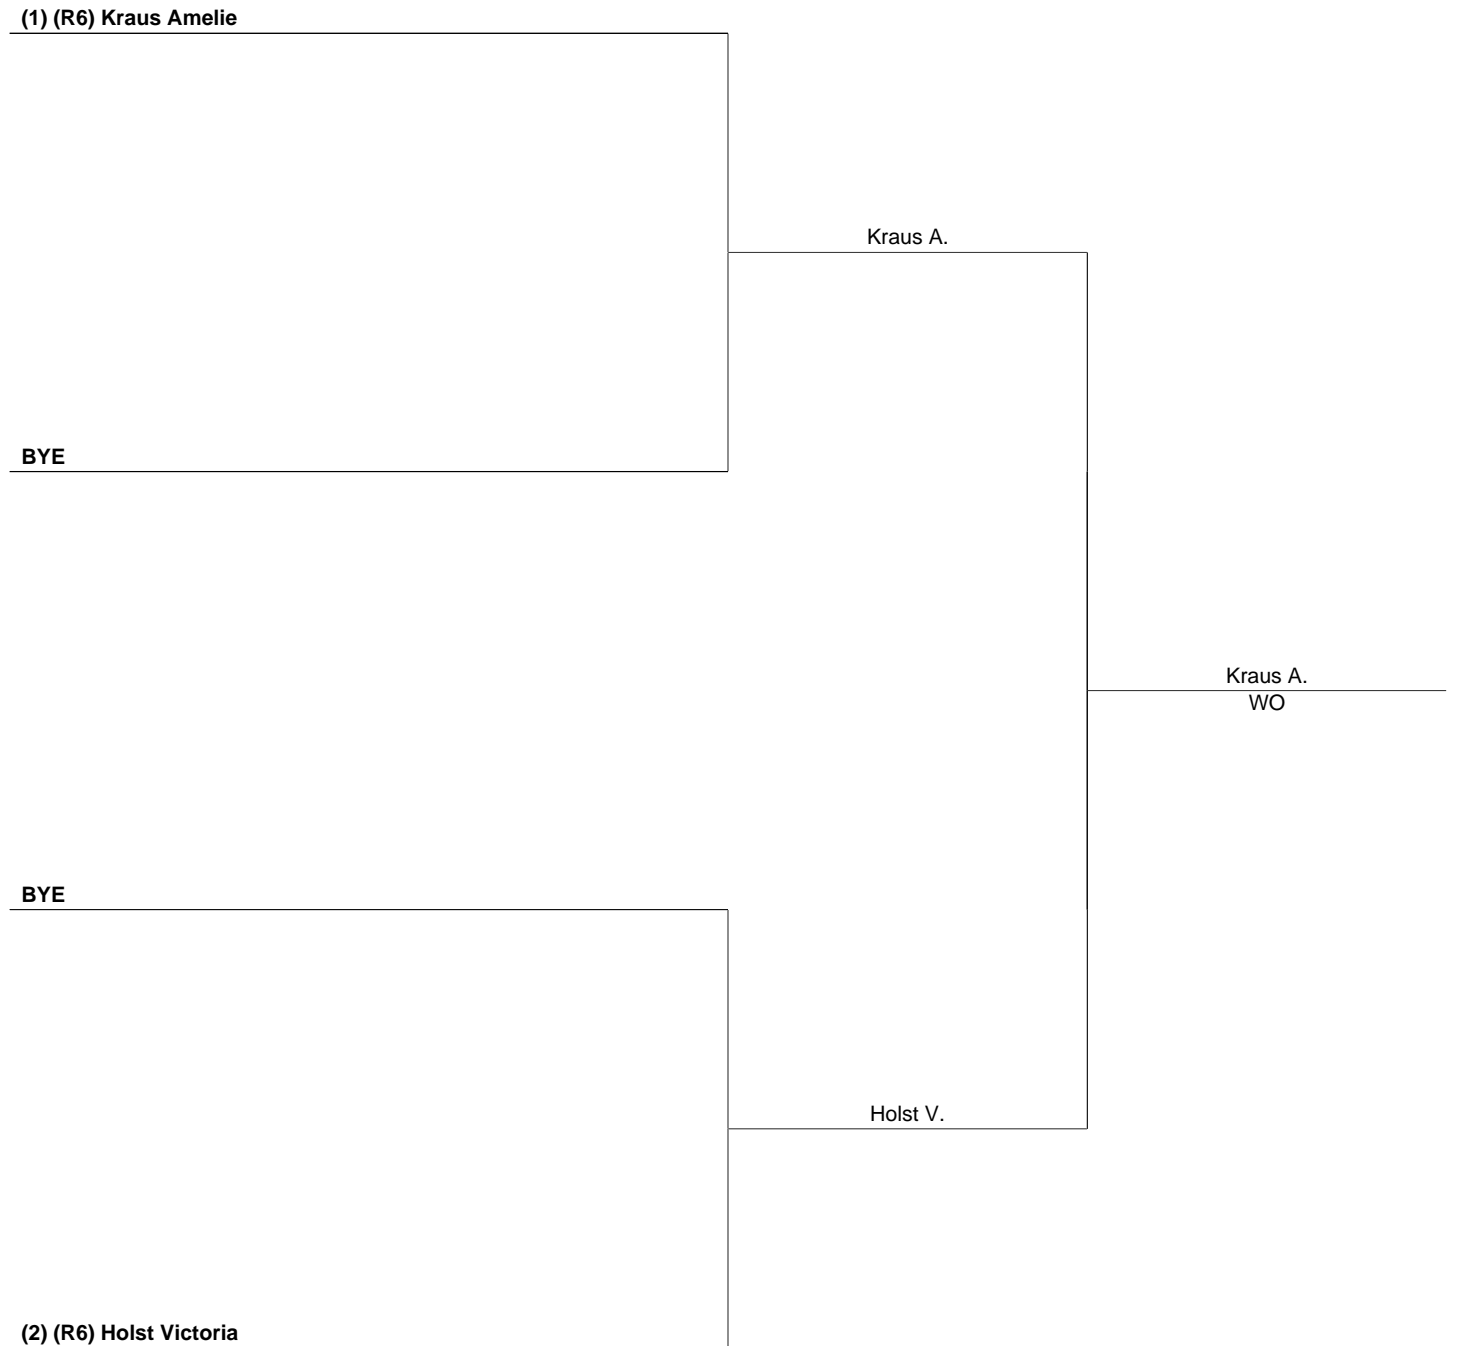 (1) (R6) Kraus Amelie
Kraus A.
BYE
Kraus A.
WO
BYE
Holst V.
(2) (R6) Holst Victoria